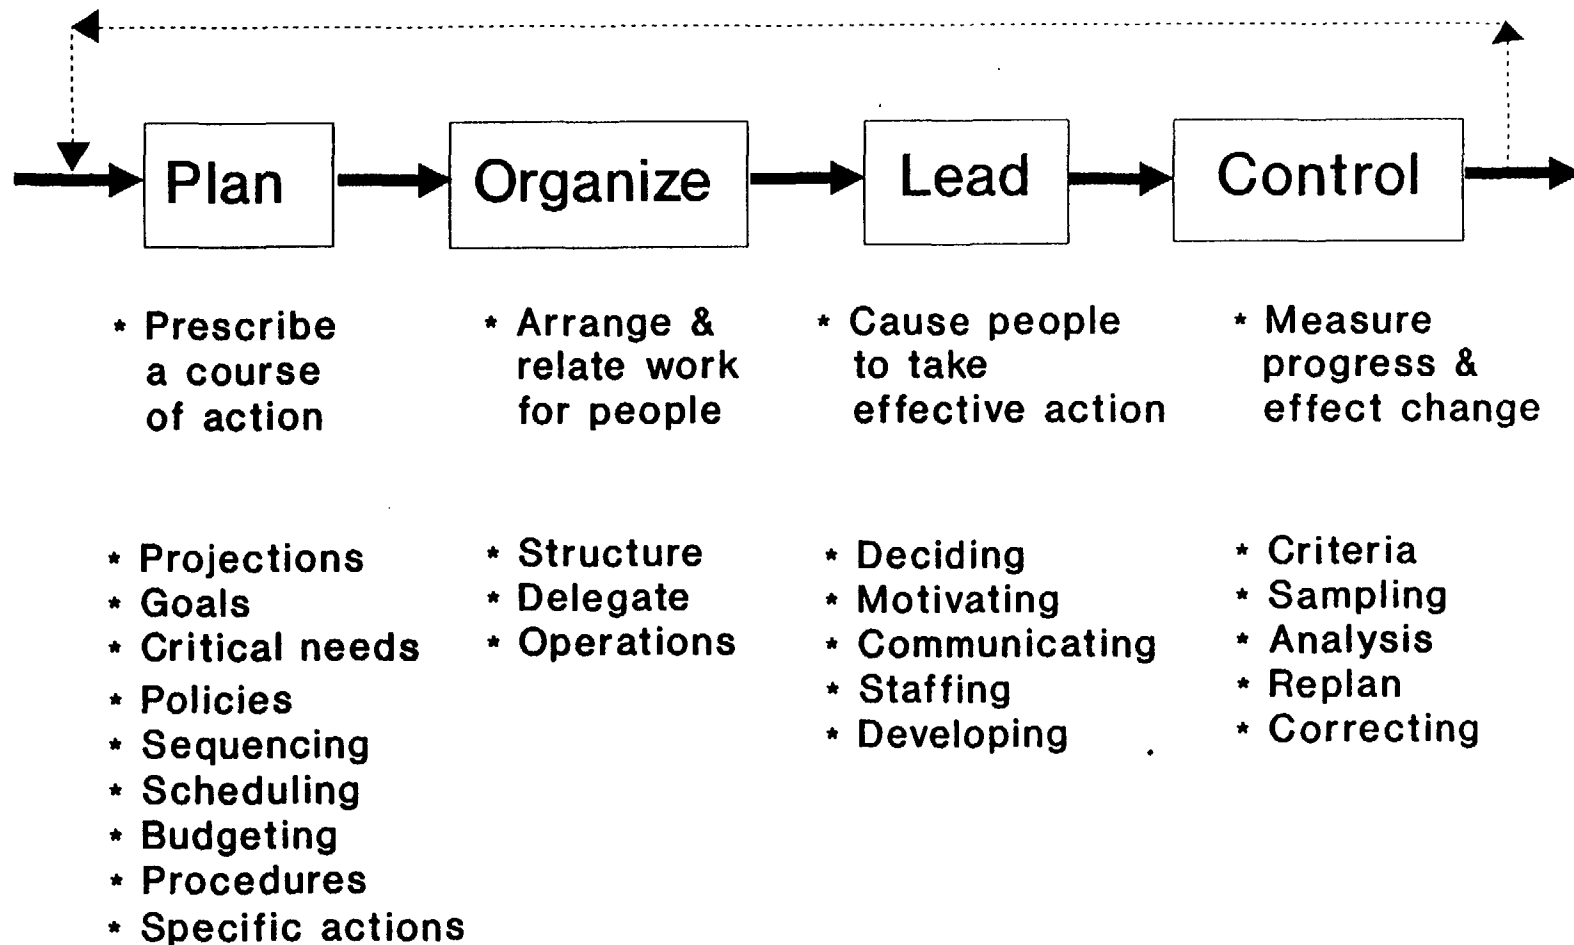 Plan
Organize
Lead
Control
* Prescribe
a course
of action
* Arrange &
relate work
for people
* Cause people
to take
effective action
* Measure
progress &
effect change
* Projections
* Goals
* Critical needs
* Policies
* Sequencing
* Scheduling
* Budgeting
* Procedures
* Specific actions
* Structure
* Delegate
* Operations
* Deciding
* Motivating
* Communicating
* Staffing
* Developing
* Criteria
* Sampling
* Analysis
* Replan
* Correcting